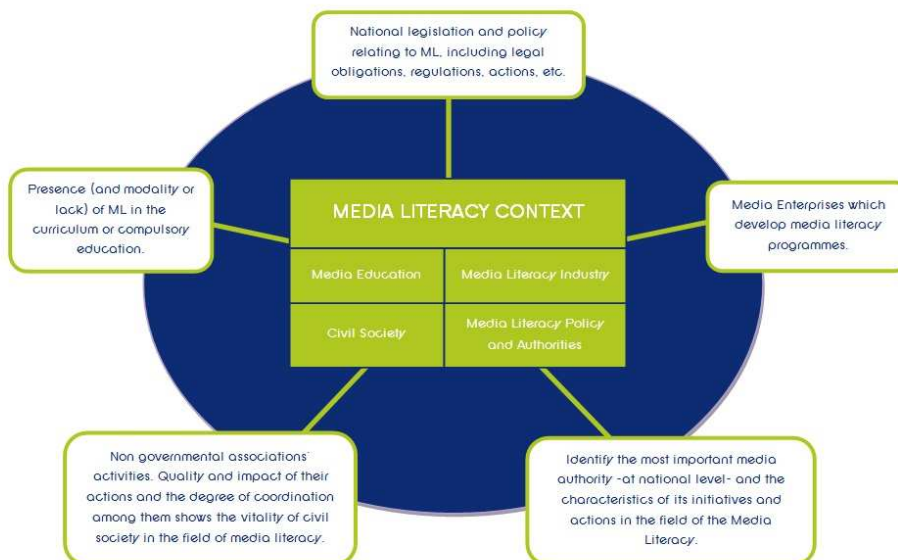 National legislation and policy
relating to ML, including legal
obligations, regulations, actions, etc.
Presence (and modality or
lack) of ML in the
curriculum or compulsory
education.
MEDIA LITERACY CONTEXT
Media Education
Media Literacy Industry
Civil Society
Media Literacy Policy
and Authorities
Media Enterprises which
develop media literacy
programmes.
Non governmental associations'
activities. Quality and impact of their
actions and the degree of coordination
among them shows the vitality of civil
society in the field of media literacy.
Identify the most important media
authority -at national level- and the
characteristics of its initiatives and
actions in the field of the Media
Literacy.